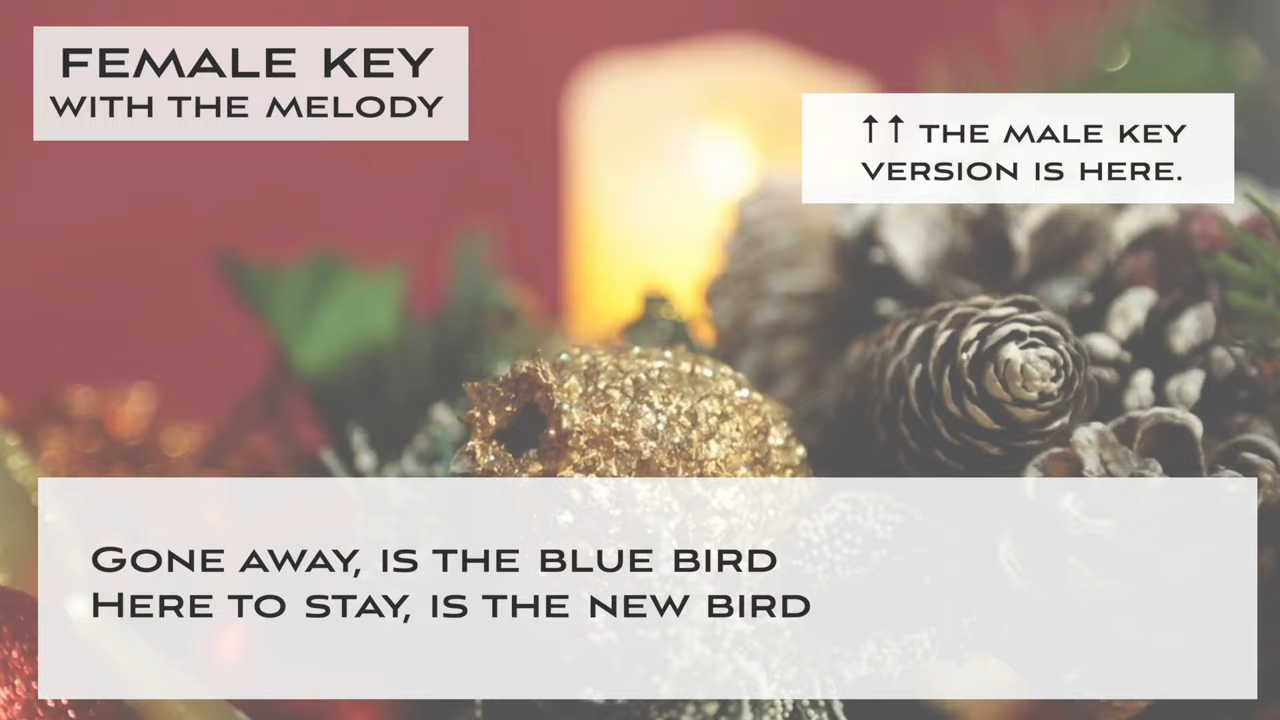 FEMALE KEY
WITH THE MELODY
↑↑ THE MALE KEY
VERSION IS HERE.
GONE AWAY, IS THE BLUE BIRD
HERE TO STAY, IS THE NEW BIRD